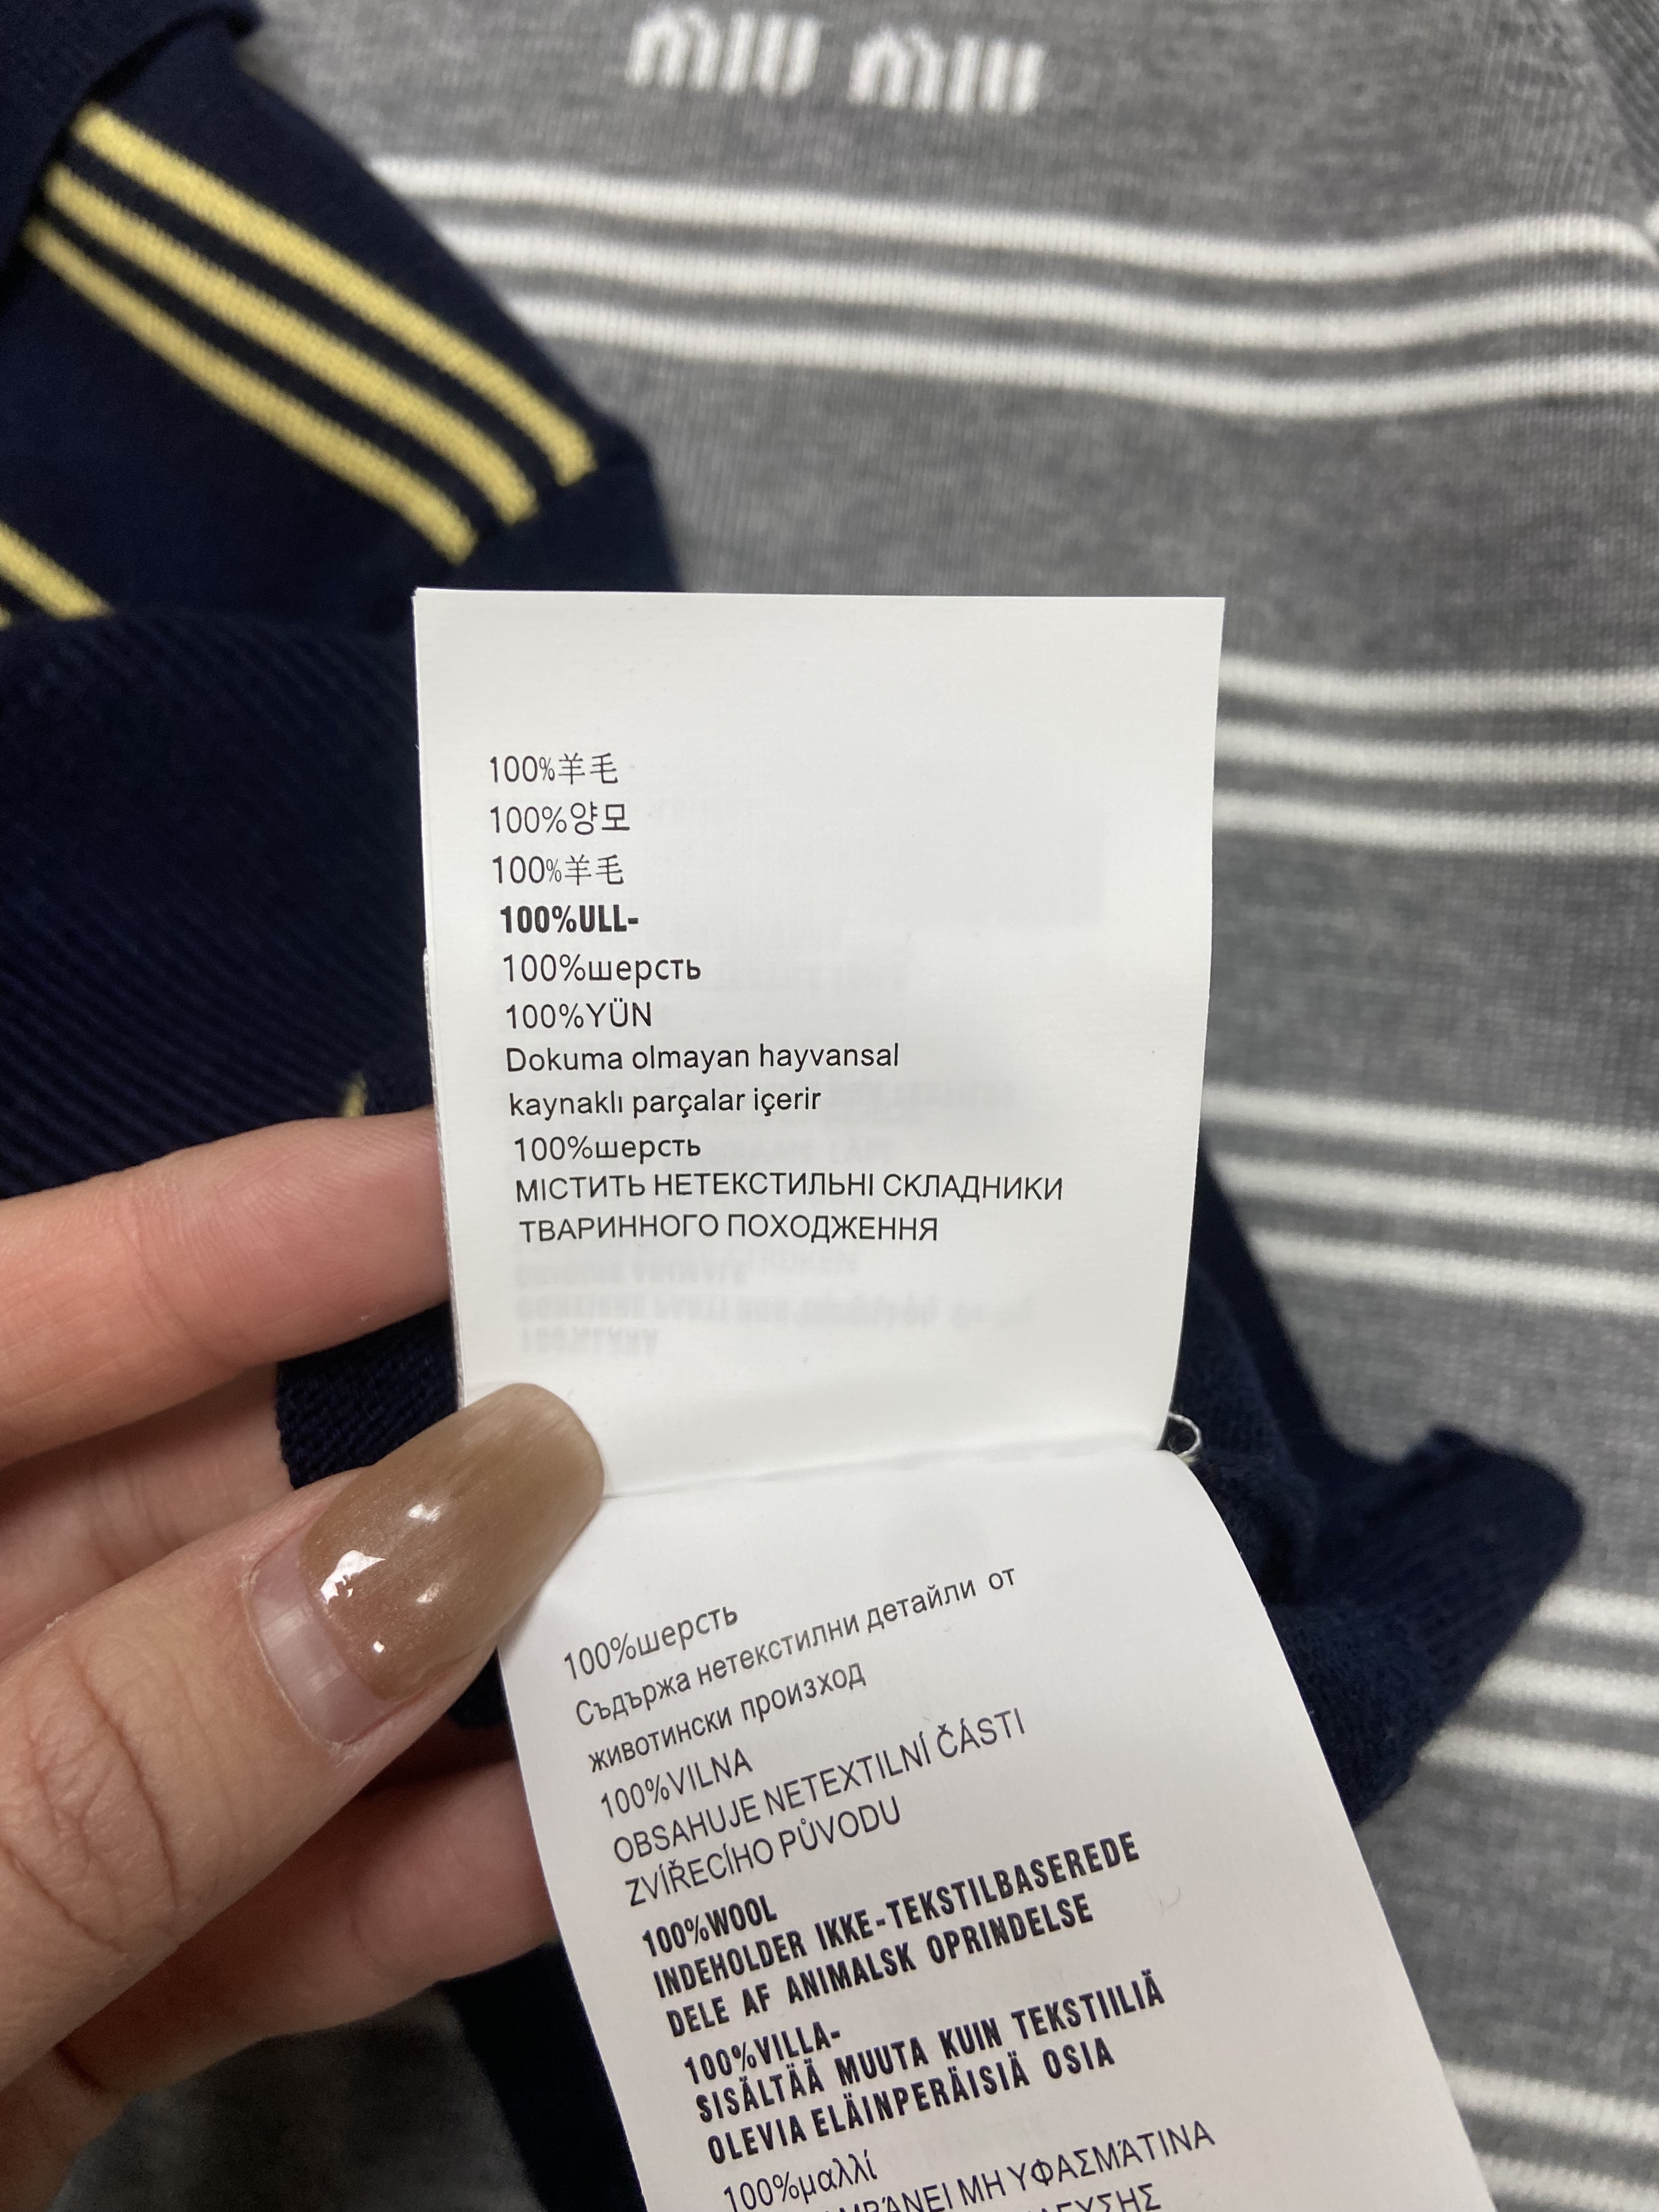 MIU MIU
100%羊毛
100%양모
100%羊毛
100%ULL-
100%шерсть
100%YÜN
Dokuma olmayan hayvansal
kaynaklı parçalar içerir
100%шерсть
МІСТИТЬ НЕТЕКСТИЛЬНІ СКЛАДНИКИ
ТВАРИННОГО ПОХОДЖЕННЯ
100%шерсть
Съдържа нетекстилни детайли от
животински произход
100%VILNA
OBSAHUJE NETEXTILNÍ ČÁSTI
ZVÍŘECÍHO PŮVODU
100%WOOL
INDEHOLDER IKKE-TEKSTILBASEREDE
DELE AF ANIMALSK OPRINDELSE
100%VILLA-
SISÄLTÄÄ MUUTA KUIN TEKSTIILIÄ
OLEVIA ELÄINPERÄISIÄ OSIA
100%μαλλί
ΜΗ ΥΦΑΣΜΆΤΙΝΑ